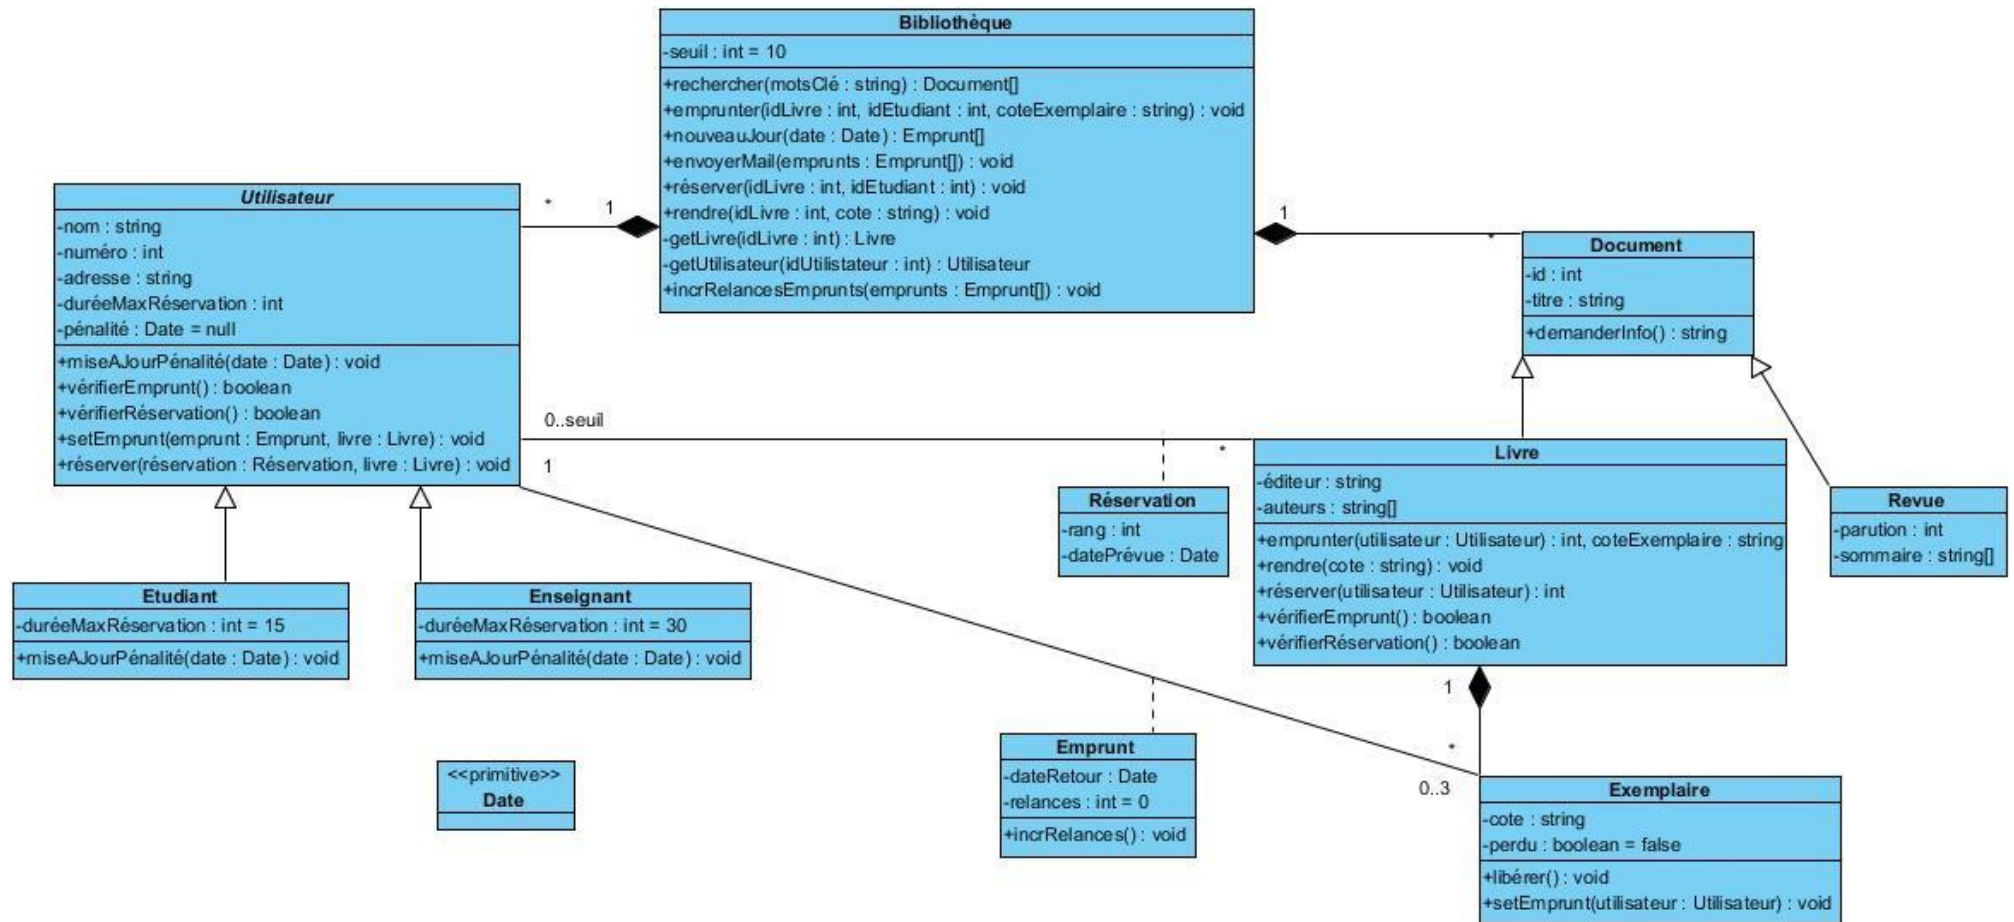 Bibliothèque
-seuil : int = 10
+rechercher(motsClé : string) : Document[]
+emprunter(idLivre : int, idEtudiant : int, coteExemplaire : string) : void
+nouveauJour(date : Date) : Emprunt[]
+envoyerMail(emprunts : Emprunt[]) : void
+réserver(idLivre : int, idEtudiant : int) : void
+rendre(idLivre : int, cote : string) : void
-getLivre(idLivre : int) : Livre
-getUtilisateur(idUtilistateur : int) : Utilisateur
+incrRelancesEmprunts(emprunts : Emprunt[]) : void
Utilisateur
-nom : string
-numéro : int
-adresse : string
-duréeMaxRéservation : int
-pénalité : Date = null
+miseAJourPénalité(date : Date) : void
+vérifierEmprunt() : boolean
+vérifierRéservation() : boolean
+setEmprunt(emprunt : Emprunt, livre : Livre) : void
+réserver(réservation : Réservation, livre : Livre) : void
*
1
1
*
Document
-id : int
-titre : string
+demanderInfo() : string
0..seuil
*
1
Livre
-éditeur : string
-auteurs : string[]
+emprunter(utilisateur : Utilisateur) : int, coteExemplaire : string
+rendre(cote : string) : void
+réserver(utilisateur : Utilisateur) : int
+vérifierEmprunt() : boolean
+vérifierRéservation() : boolean
Réservation
-rang : int
-datePrévue : Date
Revue
-parution : int
-sommaire : string[]
Etudiant
-duréeMaxRéservation : int = 15
+miseAJourPénalité(date : Date) : void
Enseignant
-duréeMaxRéservation : int = 30
+miseAJourPénalité(date : Date) : void
1
*
0..3
Emprunt
-dateRetour : Date
-relances : int = 0
+incrRelances() : void
<<primitive>>
Date
Exemplaire
-cote : string
-perdu : boolean = false
+libérer() : void
+setEmprunt(utilisateur : Utilisateur) : void